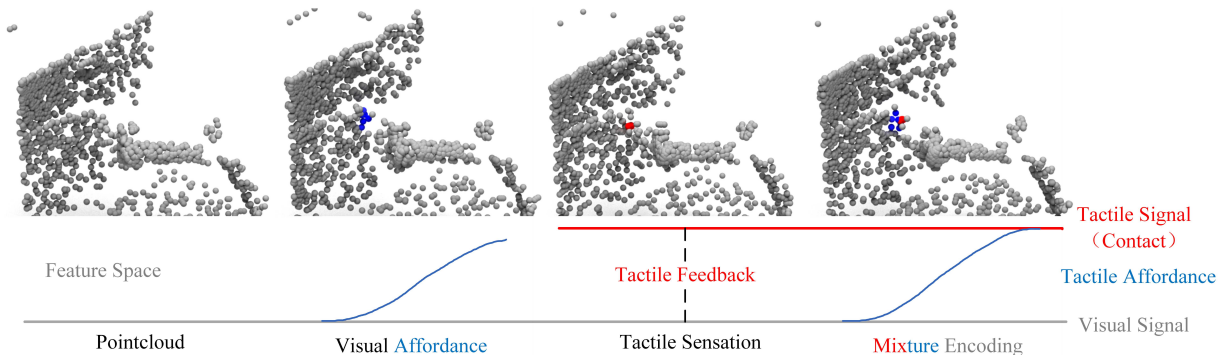 Tactile Signal
（Contact）
Feature Space
Tactile Feedback
Tactile Affordance
Visual Signal
Pointcloud
Visual Affordance
Tactile Sensation
Mixture Encoding